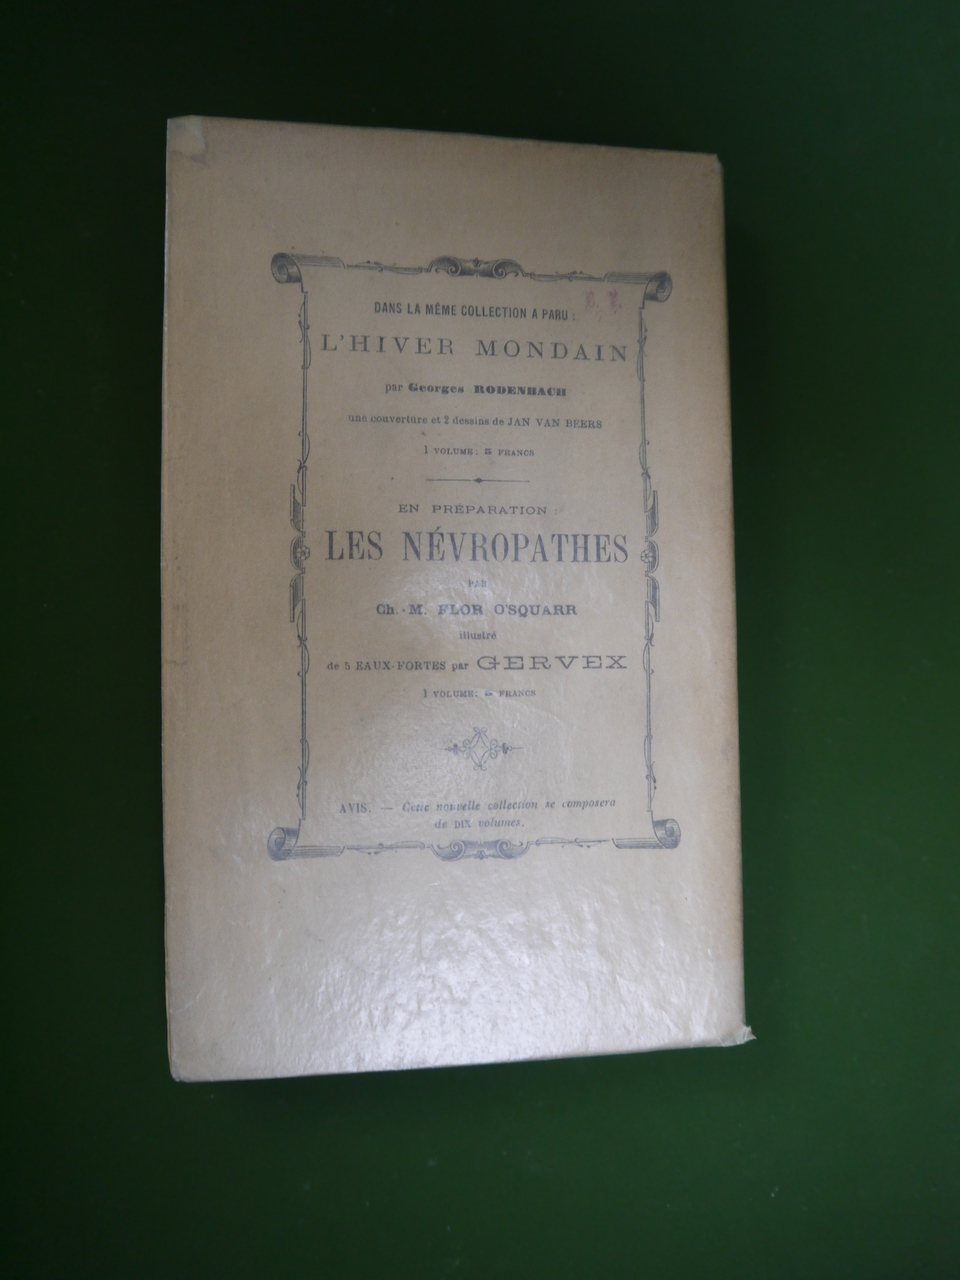 DANS LA MÊME COLLECTION A PARU :
L'HIVER MONDAIN
par Georges RODENBACH
une couverture et 2 dessins de JAN VAN BEERS
1 VOLUME: 5 FRANCS
EN PRÉPARATION :
LES NÉVROPATHES
PAR
Ch.-M. FLOR O'SQUARR
illustré
de 5 EAUX-FORTES par GERVEX
1 VOLUME: 5 FRANCS
AVIS. — Cette nouvelle collection se composera
de DIX volumes.